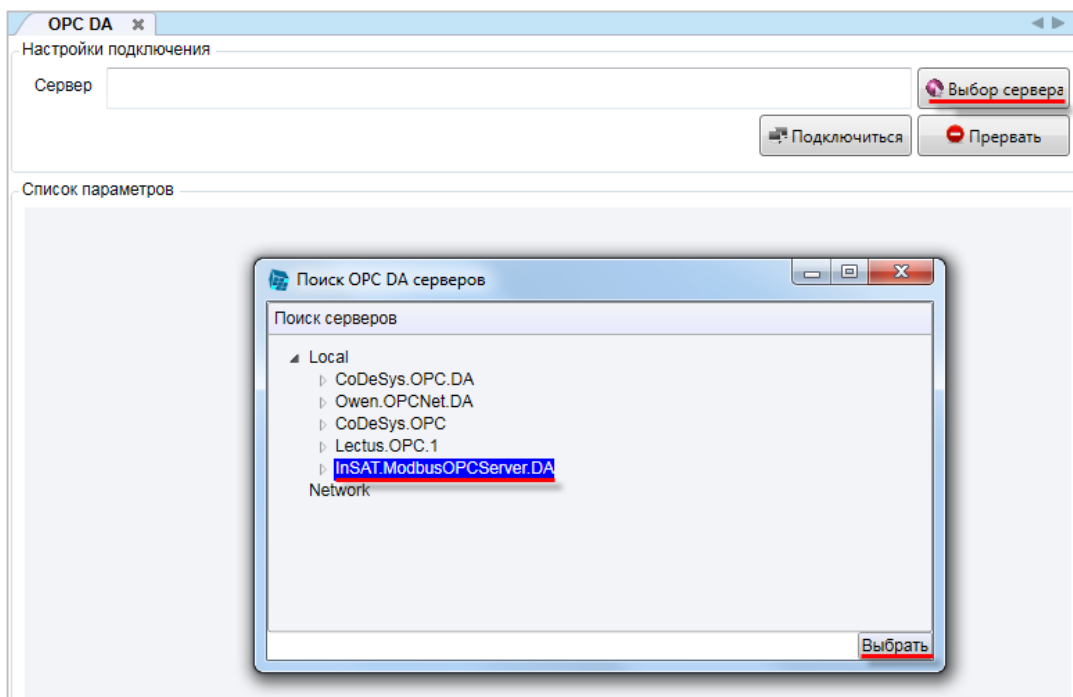 OPC DA
Настройки подключения
Сервер
Выбор сервера
Подключиться
Прервать
Список параметров
Поиск OPC DA серверов
Поиск серверов
Local
CoDeSys.OPC.DA
Owen.OPCNet.DA
CoDeSys.OPC
Lectus.OPC.1
InSAT.ModbusOPCServer.DA
Network
Выбрать